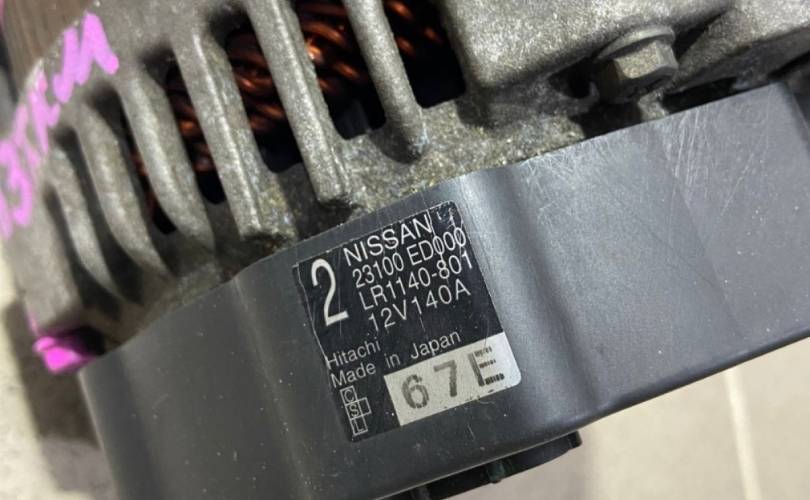 2
NISSAN
23100 ED000
LR1140-801
12V140A
Hitachi
Made in Japan
67E
C
S
L